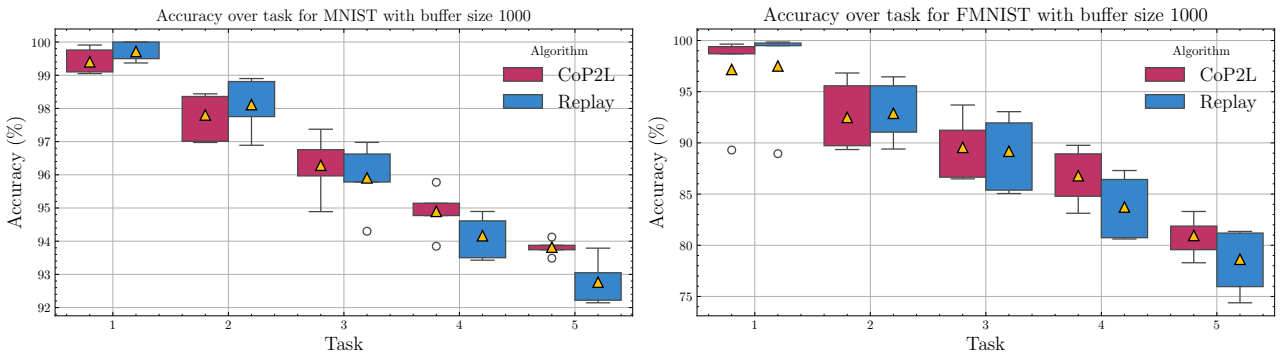 Accuracy over task for MNIST with buffer size 1000
Accuracy (%)
100
99
98
97
96
95
94
93
92
Algorithm
CoP2L
Replay
1 2 3 4 5
Task
Accuracy over task for FMNIST with buffer size 1000
Accuracy (%)
100
95
90
85
80
75
Algorithm
CoP2L
Replay
1 2 3 4 5
Task